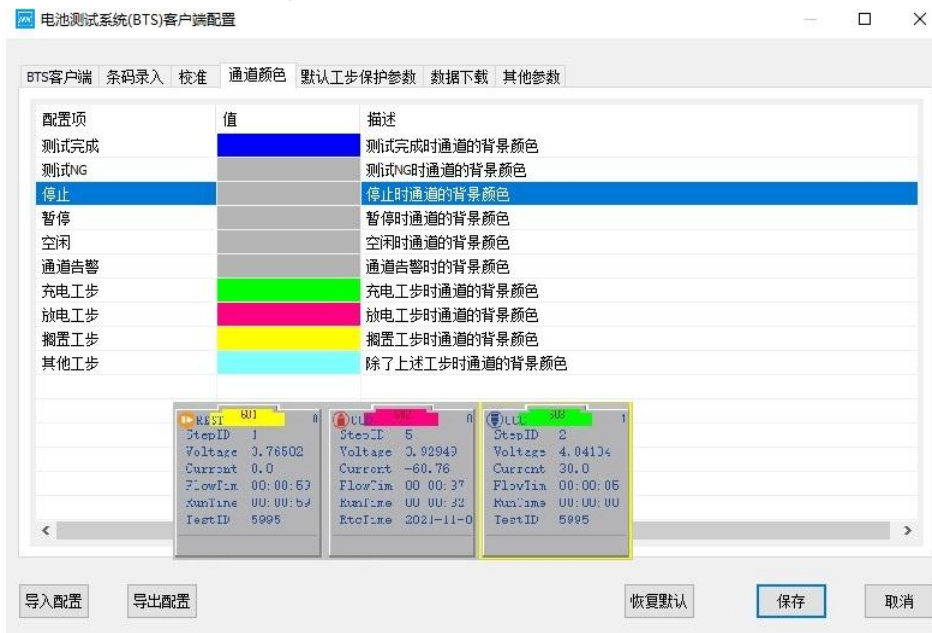 电池测试系统(BTS)客户端配置
BTS客户端 条码录入 校准 通道颜色 默认工步保护参数 数据下载 其他参数
配置项 值 描述
测试完成 测试完成时通道的背景颜色
测试NG 测试NG时通道的背景颜色
停止 停止时通道的背景颜色
暂停 暂停时通道的背景颜色
空闲 空闲时通道的背景颜色
通道告警 通道告警时的背景颜色
充电工步 充电工步时通道的背景颜色
放电工步 放电工步时通道的背景颜色
搁置工步 搁置工步时通道的背景颜色
其他工步 除了上述工步时通道的背景颜色
REST 0 0 1
StepID 1 StepID 5 StepID 2
Voltage 3.76502 Voltage 3.92949 Voltage
Current 0.0 Current -60.76 Current 30.0
FlowTim 00:00:59 FlowTim 00 00:37 FlowTim 00:00:05
RunTime 00:00:59 RunTime 00 00:32 RunTime 00:00:00
TestID 5995 RtcTime 2021-11-0 TestID 5995
导入配置 导出配置 恢复默认 保存 取消